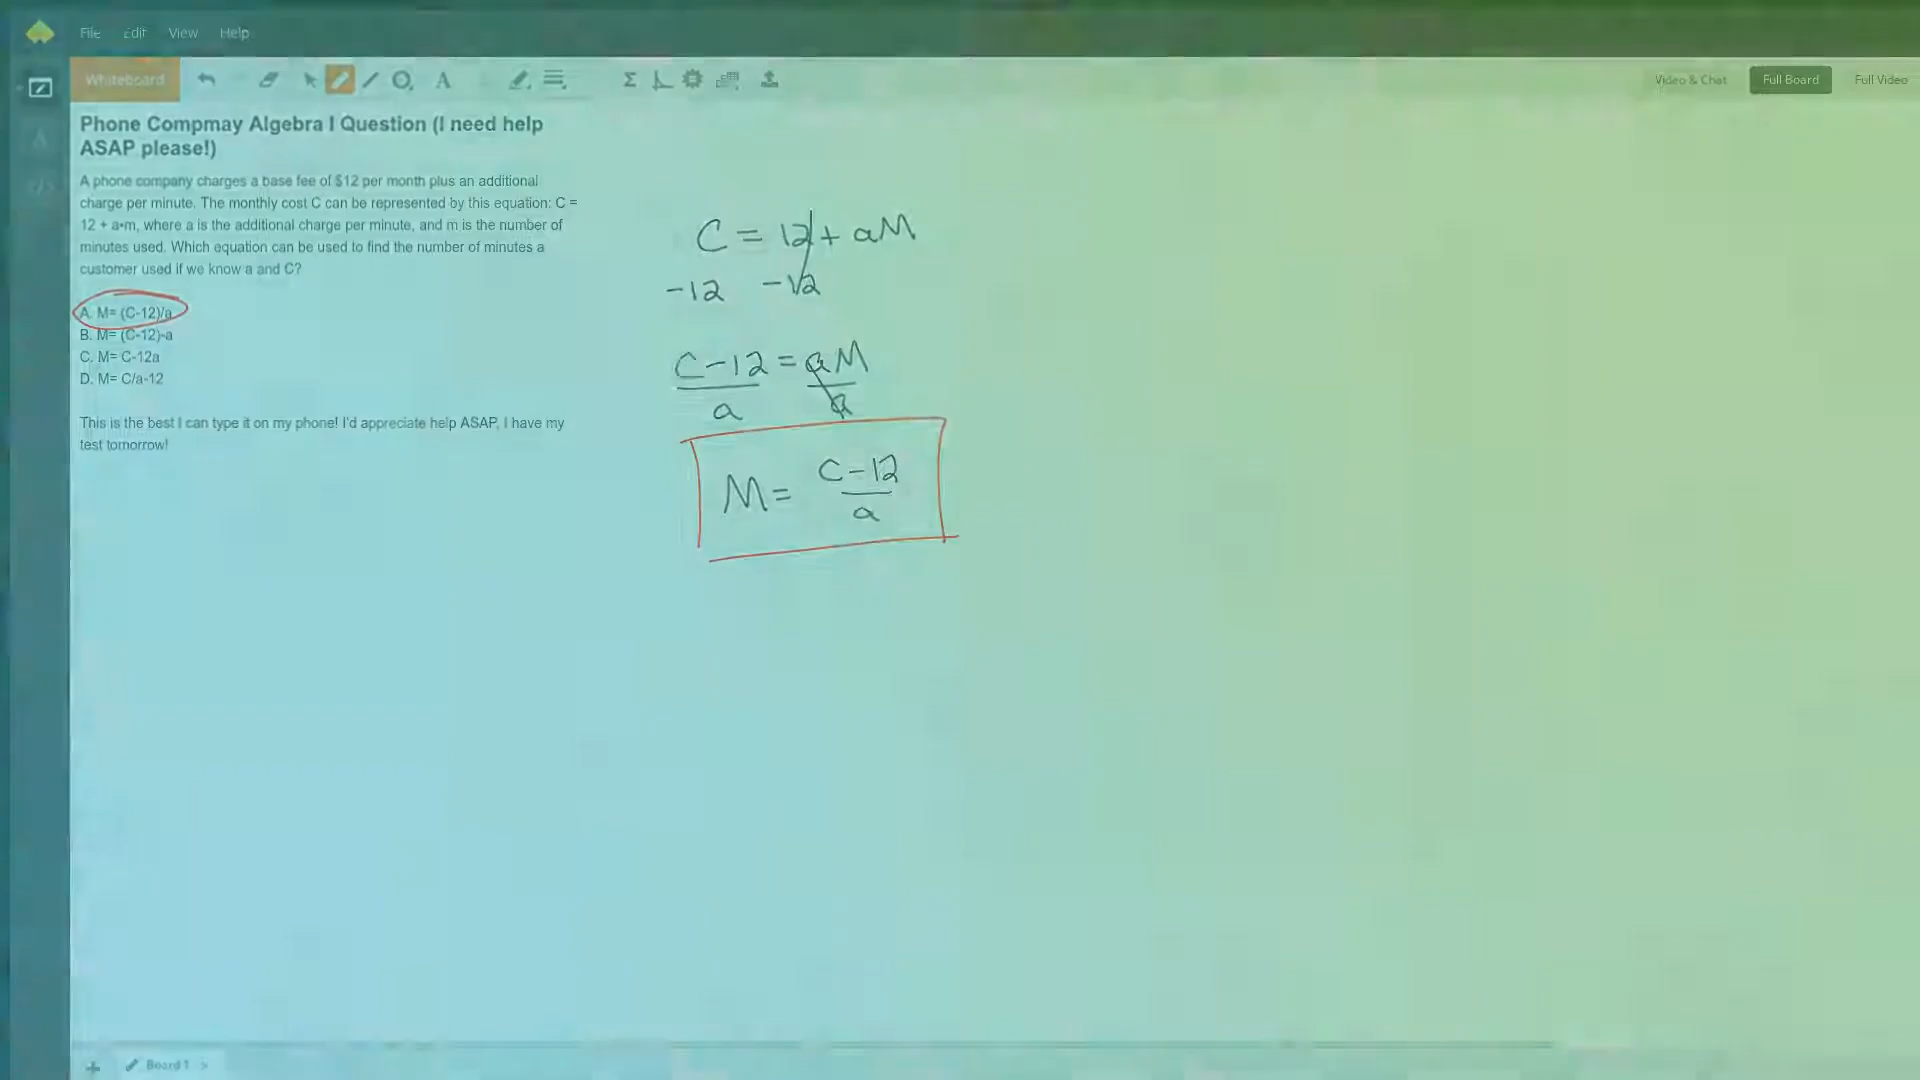 File Edit View Help
Whiteboard
A
Σ
Video & Chat Full Board Full Video
Phone Compmay Algebra I Question (I need help
ASAP please!)
A phone company charges a base fee of $12 per month plus an additional
charge per minute. The monthly cost C can be represented by this equation: C =
12 + a•m, where a is the additional charge per minute, and m is the number of
minutes used. Which equation can be used to find the number of minutes a
customer used if we know a and C?
A. M= (C-12)/a
B. M= (C-12)-a
C. M= C-12a
D. M= C/a-12
This is the best I can type it on my phone! I'd appreciate help ASAP, I have my
test tomorrow!
C = 12 + aM
-12 -12
C-12 = aM
a a
M = C-12
a
Board 1